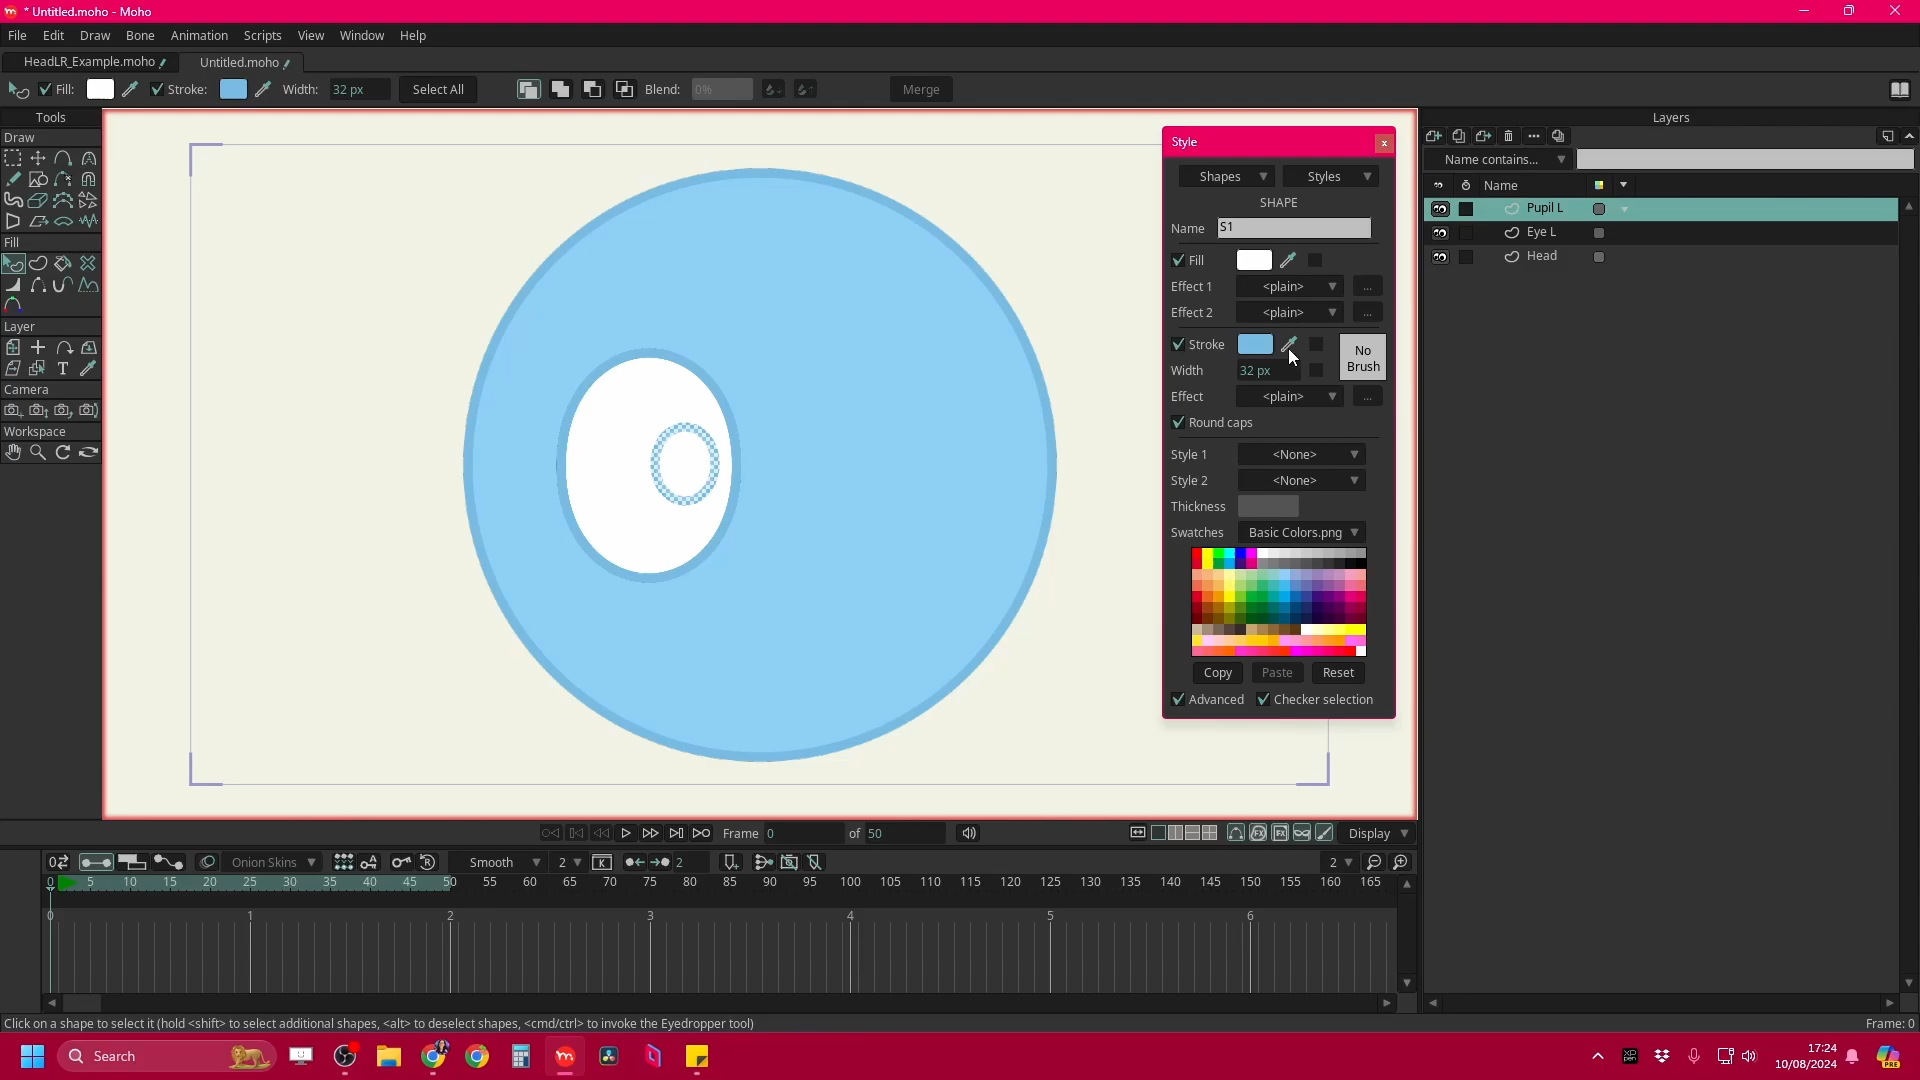 * Untitled.moho - Moho
File Edit Draw Bone Animation Scripts View Window Help
HeadLR_Example.moho Untitled.moho
Fill: Stroke: Width: 32 px Select All Blend: 0% Merge
Tools
Draw
Fill
Layer
Camera
Workspace
Style
x
Shapes Styles
SHAPE
Name S1
Fill
Effect 1 <plain> ...
Effect 2 <plain> ...
Stroke
No Brush
Width 32 px
Effect <plain> ...
Round caps
Style 1 <None>
Style 2 <None>
Thickness
Swatches Basic Colors.png
Copy Paste Reset
Advanced Checker selection
Layers
Name contains...
Name
Pupil L
Eye L
Head
Frame 0 of 50
Display
Onion Skins Smooth 2 K 2 2
0 5 10 15 20 25 30 35 40 45 50 55 60 65 70 75 80 85 90 95 100 105 110 115 120 125 130 135 140 145 150 155 160 165
0 1 2 3 4 5 6
Click on a shape to select it (hold <shift> to select additional shapes, <alt> to deselect shapes, <cmd/ctrl> to invoke the Eyedropper tool)
Frame: 0
Search
17:24
10/08/2024
PRE